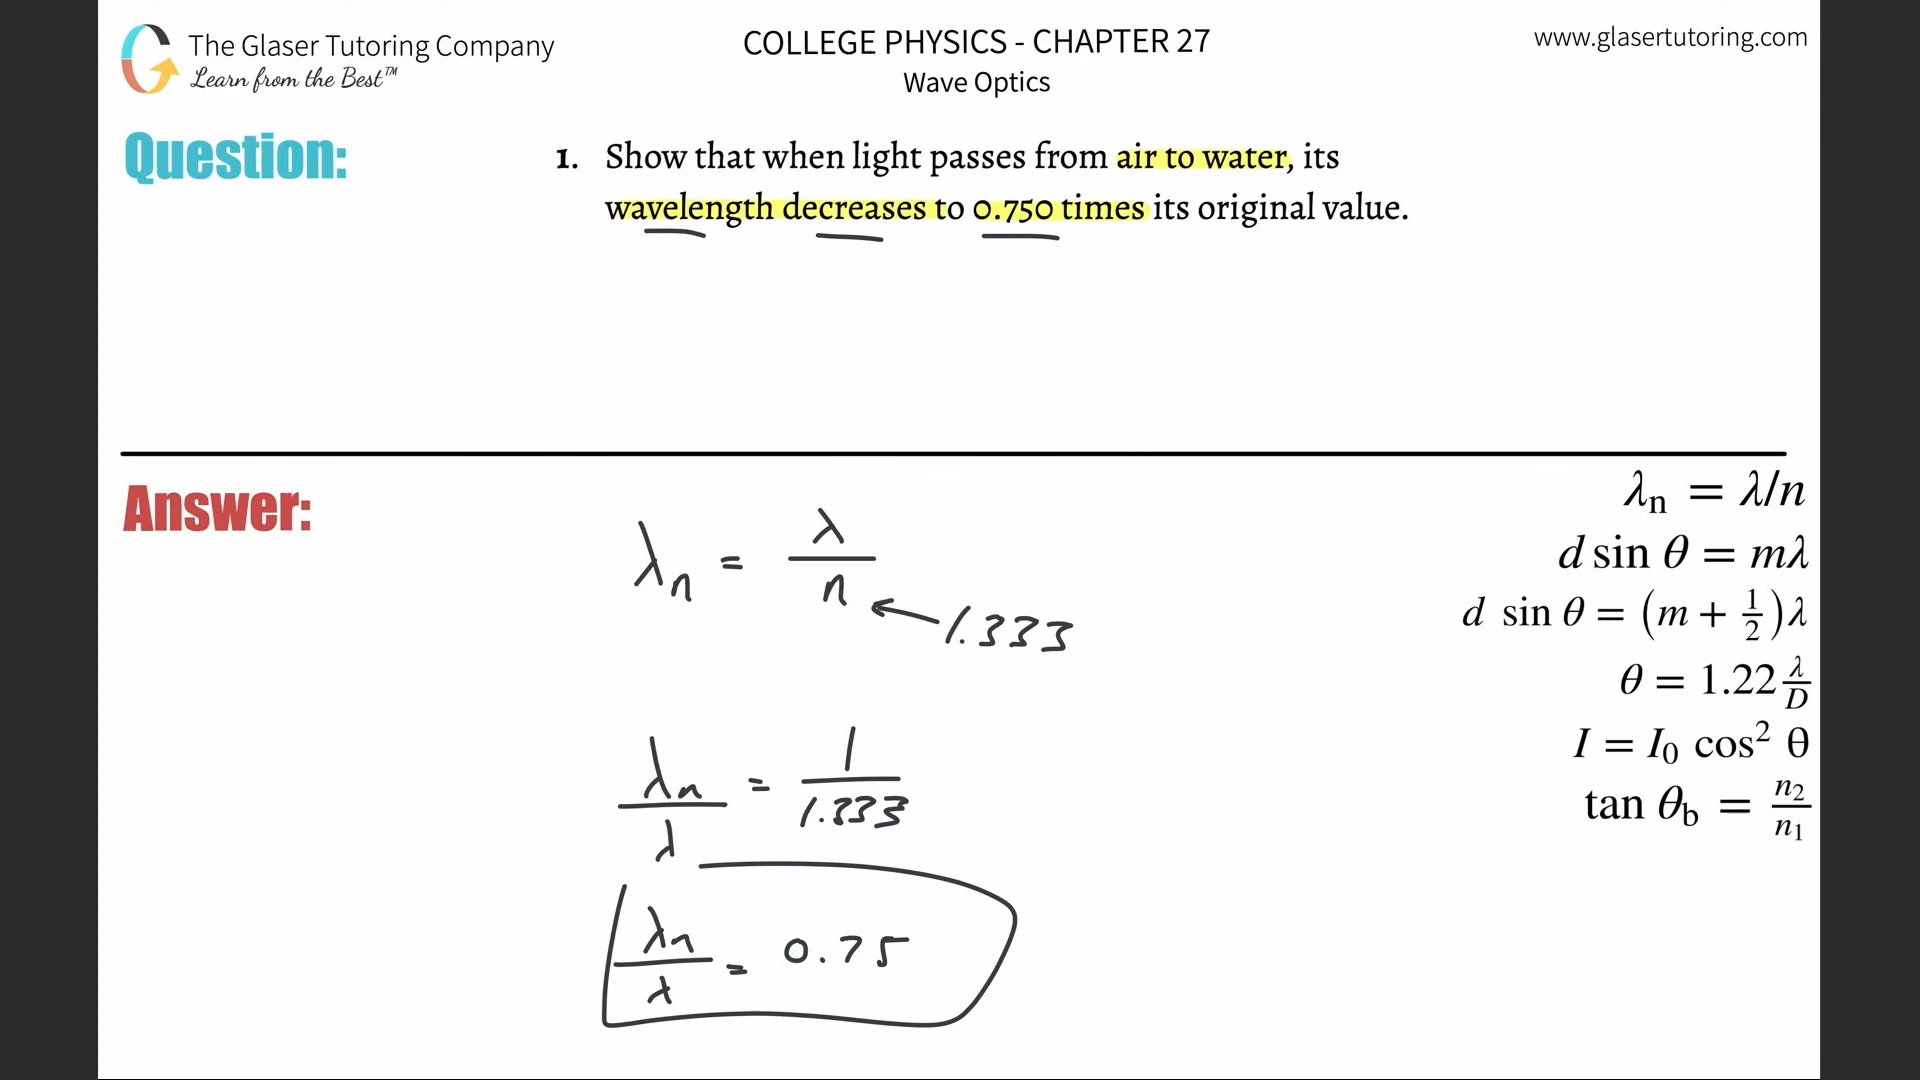 The Glaser Tutoring Company
Learn from the Best™
COLLEGE PHYSICS - CHAPTER 27
Wave Optics
www.glasertutoring.com
Question:
1. Show that when light passes from air to water, its
wavelength decreases to 0.750 times its original value.
Answer:
λn = λ/n
1.333
λn/λ = 1/1.333
λn/λ = 0.75
λn = λ/n
d sin θ = mλ
d sin θ = (m + 1/2)λ
θ = 1.22 λ/D
I = I0 cos² θ
tan θb = n2/n1